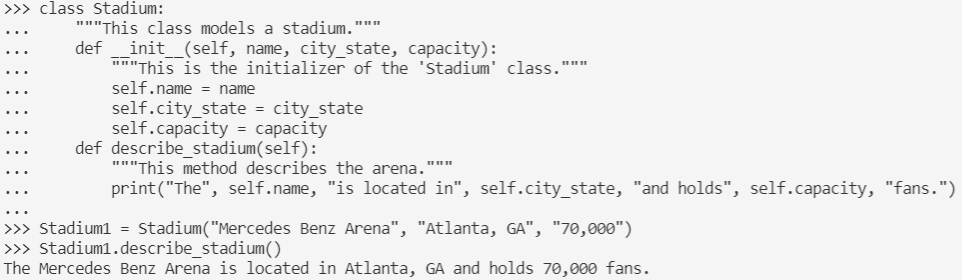 >>> class Stadium:
...     """This class models a stadium."""
...     def __init__(self, name, city_state, capacity):
...         """This is the initializer of the 'Stadium' class."""
...         self.name = name
...         self.city_state = city_state
...         self.capacity = capacity
...     def describe_stadium(self):
...         """This method describes the arena."""
...         print("The", self.name, "is located in", self.city_state, "and holds", self.capacity, "fans.")
...
>>> Stadium1 = Stadium("Mercedes Benz Arena", "Atlanta, GA", "70,000")
>>> Stadium1.describe_stadium()
The Mercedes Benz Arena is located in Atlanta, GA and holds 70,000 fans.